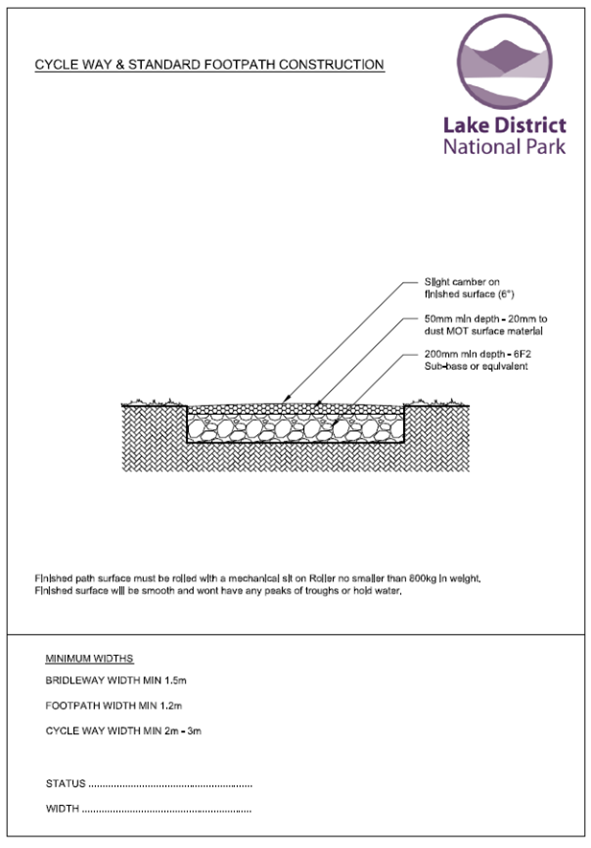 CYCLE WAY & STANDARD FOOTPATH CONSTRUCTION
Lake District
National Park
Slight camber on
finished surface (6°)
50mm min depth - 20mm to
dust MOT surface material
200mm min depth - 6F2
Sub-base or equivalent
Finished path surface must be rolled with a mechanical sit on Roller no smaller than 800kg in weight.
Finished surface will be smooth and wont have any peaks of troughs or hold water.
MINIMUM WIDTHS
BRIDLEWAY WIDTH MIN 1.5m
FOOTPATH WIDTH MIN 1.2m
CYCLE WAY WIDTH MIN 2m - 3m
STATUS ............................................................
WIDTH ..............................................................